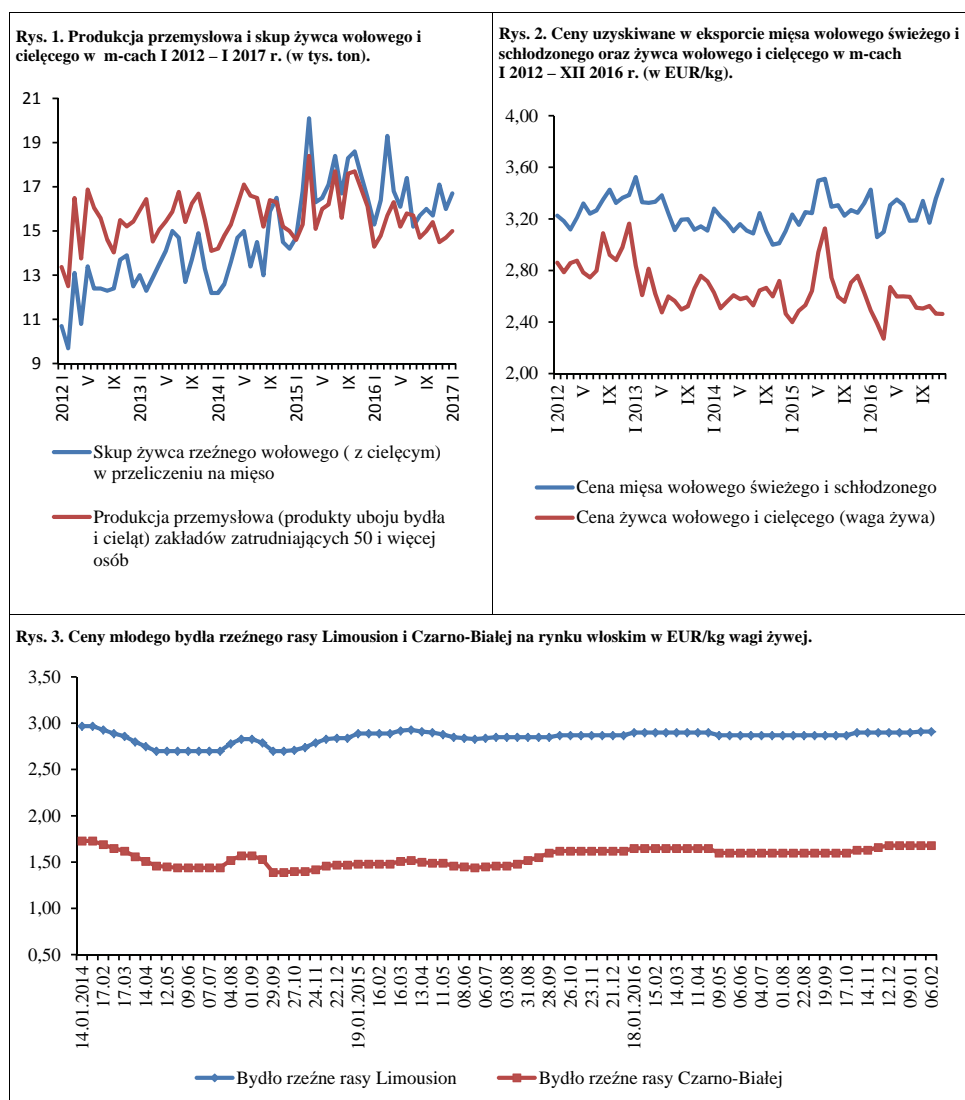 Rys. 1. Produkcja przemysłowa i skup żywca wołowego i
cielęcego w m-cach I 2012 – I 2017 r. (w tys. ton).
21
19
17
15
13
11
9
2012 I
V
IX
2013 I
V
IX
2014 I
V
IX
2015 I
V
IX
2016 I
V
IX
2017 I
Skup żywca rzeźnego wołowego ( z cielęcym)
w przeliczeniu na mięso
Produkcja przemysłowa (produkty uboju bydła
i cieląt) zakładów zatrudniających 50 i więcej
osób
Rys. 2. Ceny uzyskiwane w eksporcie mięsa wołowego świeżego i
schłodzonego oraz żywca wołowego i cielęcego w m-cach
I 2012 – XII 2016 r. (w EUR/kg).
4,00
3,60
3,20
2,80
2,40
2,00
I 2012
V
IX
I 2013
V
IX
I 2014
V
IX
I 2015
V
IX
I 2016
V
IX
Cena mięsa wołowego świeżego i schłodzonego
Cena żywca wołowego i cielęcego (waga żywa)
Rys. 3. Ceny młodego bydła rzeźnego rasy Limousion i Czarno-Białej na rynku włoskim w EUR/kg wagi żywej.
3,50
3,00
2,50
2,00
1,50
1,00
0,50
14.01.2014
17.02
17.03
14.04
12.05
09.06
07.07
04.08
01.09
29.09
27.10
24.11
22.12
19.01.2015
16.02
16.03
13.04
11.05
08.06
06.07
03.08
31.08
28.09
26.10
23.11
21.12
18.01.2016
15.02
14.03
11.04
09.05
06.06
04.07
01.08
22.08
19.09
17.10
14.11
12.12
09.01
06.02
Bydło rzeźne rasy Limousion
Bydło rzeźne rasy Czarno-Białej